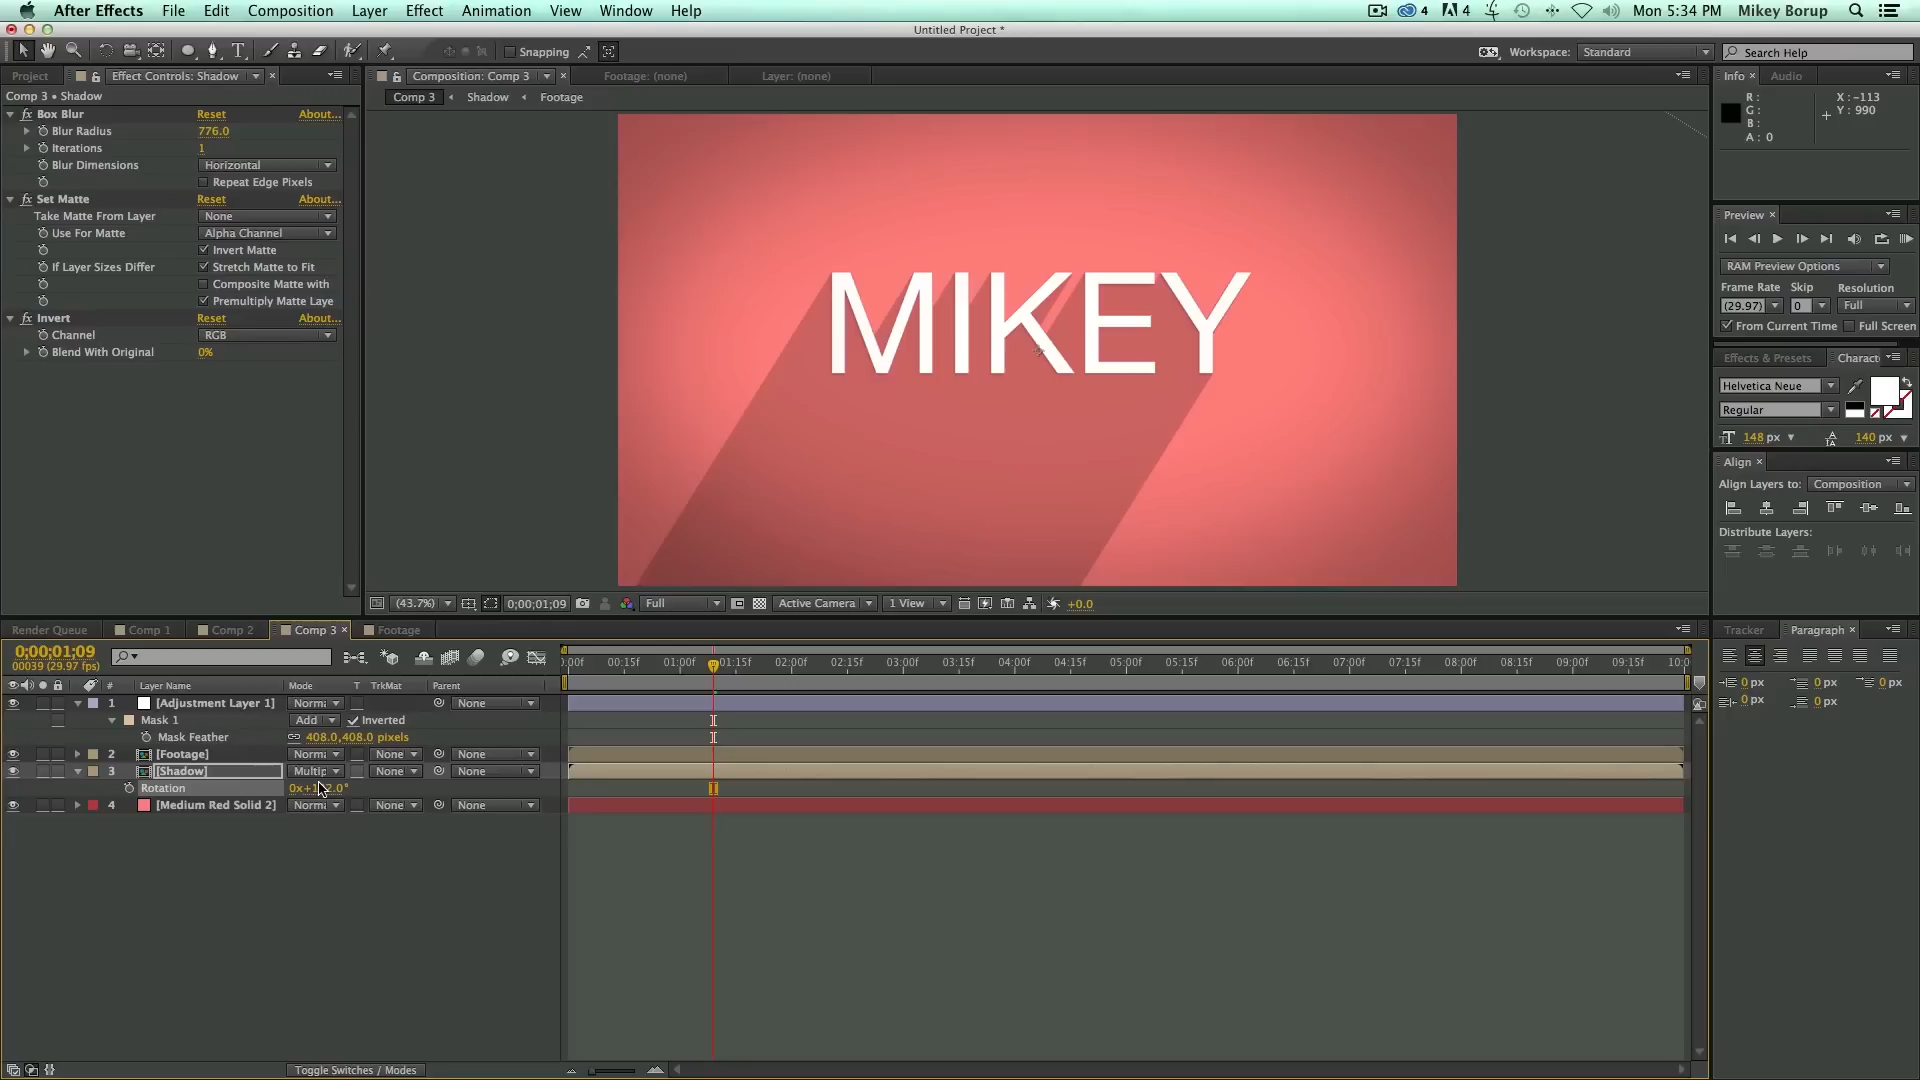 After Effects File Edit Composition Layer Effect Animation View Window Help 4 4 Mon 5:34 PM Mikey Borup
Untitled Project *
Snapping Workspace: Standard Search Help
Project Effect Controls: Shadow Composition: Comp 3 Footage: (none) Layer: (none) Info Audio
Comp 3 • Shadow Comp 3 Shadow Footage
R: X: -113
G: Y: 990
B:
A: 0
fx Box Blur Reset About...
Blur Radius 776.0
Iterations 1
Blur Dimensions Horizontal
Repeat Edge Pixels
fx Set Matte Reset About...
Take Matte From Layer None
Use For Matte Alpha Channel
Invert Matte
If Layer Sizes Differ Stretch Matte to Fit
Composite Matte with
Premultiply Matte Laye
fx Invert Reset About...
Channel RGB
Blend With Original 0%
MIKEY
Preview
RAM Preview Options
Frame Rate Skip Resolution
(29.97) 0 Full
From Current Time Full Screen
Effects & Presets Charact
Helvetica Neue
Regular
148 px 140 px
Align
Align Layers to: Composition
Distribute Layers:
(43.7%) 0;00;01;09 Full Active Camera 1 View +0.0
Render Queue Comp 1 Comp 2 Comp 3 Footage Tracker Paragraph
0;00;01;09
00039 (29.97 fps)
0:00f 00:15f 01:00f 01:15f 02:00f 02:15f 03:00f 03:15f 04:00f 04:15f 05:00f 05:15f 06:00f 06:15f 07:00f 07:15f 08:00f 08:15f 09:00f 09:15f 10:0
# Layer Name Mode T TrkMat Parent
0 px 0 px 0 px
0 px 0 px
1 [Adjustment Layer 1] Norma None
Mask 1 Add Inverted
Mask Feather 408.0,408.0 pixels
2 [Footage] Norma None None
3 [Shadow] Multip None None
Rotation
4 [Medium Red Solid 2] Norma None None
Toggle Switches / Modes